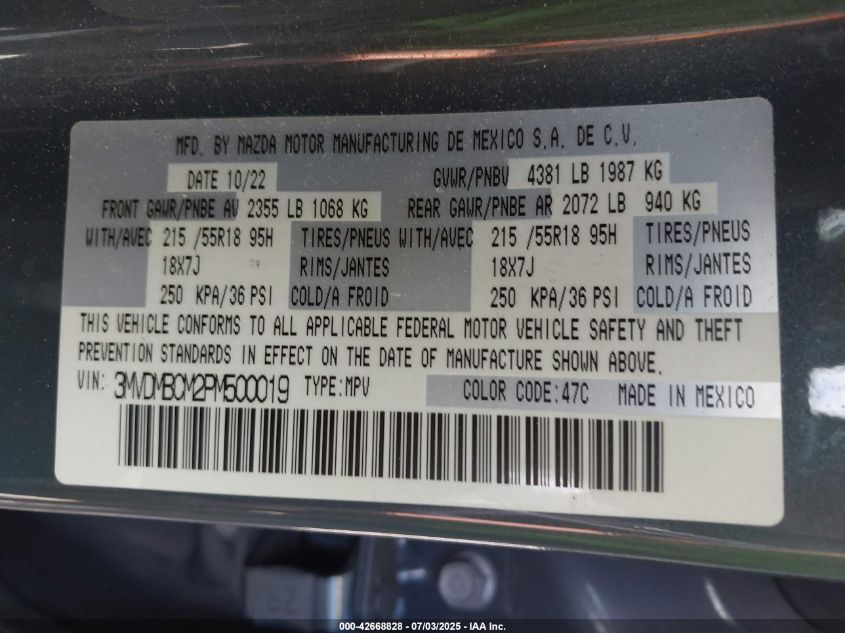 MFD. BY MAZDA MOTOR MANUFACTURING DE MEXICO S.A. DE C.V.
DATE 10/22 GVWR/PNBV 4381 LB 1987 KG
FRONT GAWR/PNBE AV 2355 LB 1068 KG REAR GAWR/PNBE AR 2072 LB 940 KG
WITH/AVEC 215 /55R18 95H TIRES/PNEUS WITH/AVEC 215 /55R18 95H TIRES/PNEUS
18X7J RIMS/JANTES 18X7J RIMS/JANTES
250 KPA/36 PSI COLD/A FROID 250 KPA/36 PSI COLD/A FROID
THIS VEHICLE CONFORMS TO ALL APPLICABLE FEDERAL MOTOR VEHICLE SAFETY AND THEFT
PREVENTION STANDARDS IN EFFECT ON THE DATE OF MANUFACTURE SHOWN ABOVE.
VIN: 3MVDMBCM2PM500019 TYPE:MPV COLOR CODE:47C MADE IN MEXICO
000-42668828 - 07/03/2025 - IAA Inc.